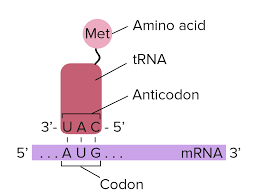 Met
Amino acid
tRNA
Anticodon
3’- U A C - 5’
5’ ...A U G... mRNA 3’
Codon